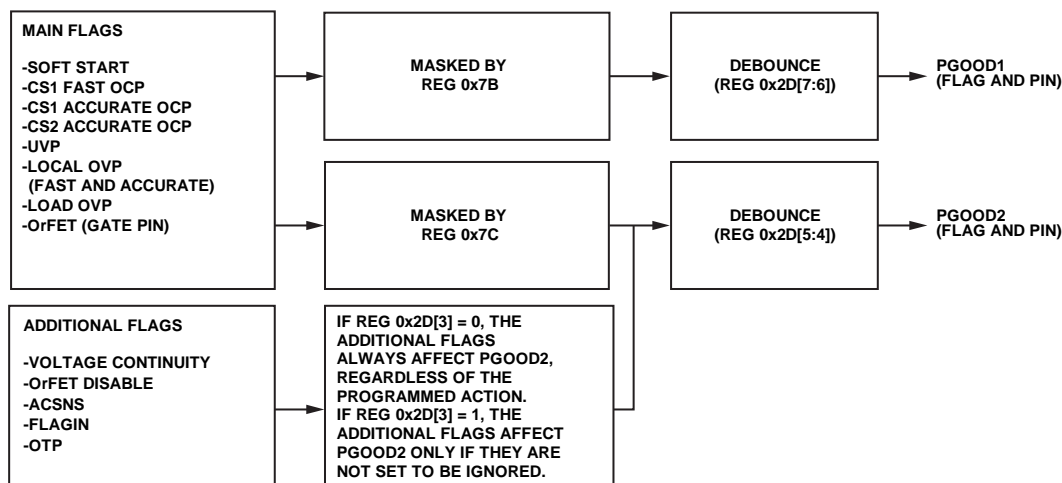 MAIN FLAGS
-SOFT START
-CS1 FAST OCP
-CS1 ACCURATE OCP
-CS2 ACCURATE OCP
-UVP
-LOCAL OVP
(FAST AND ACCURATE)
-LOAD OVP
-OrFET (GATE PIN)
MASKED BY
REG 0x7B
DEBOUNCE
(REG 0x2D[7:6])
PGOOD1
(FLAG AND PIN)
MASKED BY
REG 0x7C
DEBOUNCE
(REG 0x2D[5:4])
PGOOD2
(FLAG AND PIN)
ADDITIONAL FLAGS
-VOLTAGE CONTINUITY
-OrFET DISABLE
-ACSNS
-FLAGIN
-OTP
IF REG 0x2D[3] = 0, THE
ADDITIONAL FLAGS
ALWAYS AFFECT PGOOD2,
REGARDLESS OF THE
PROGRAMMED ACTION.
IF REG 0x2D[3] = 1, THE
ADDITIONAL FLAGS AFFECT
PGOOD2 ONLY IF THEY ARE
NOT SET TO BE IGNORED.